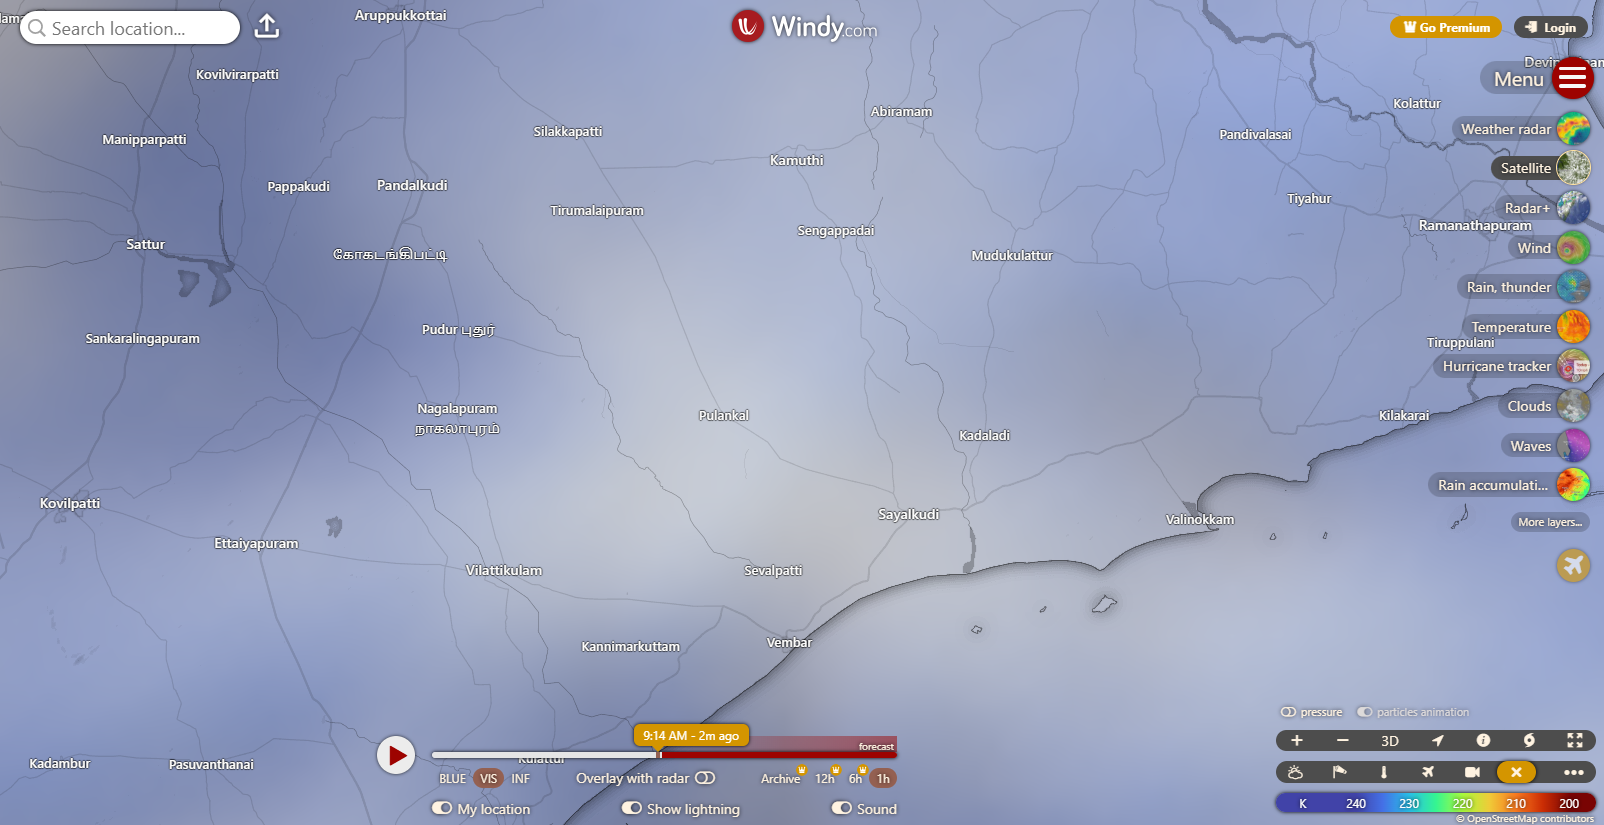 Aruppukkottai
Search location...
Windy.com
Go Premium
Login
Kovilvirarpatti
Menu
Kolattur
Abiramam
Manipparpatti
Silakkapatti
Pandivalasai
Weather radar
Kamuthi
Satellite
Pappakudi
Pandalkudi
Tirumalaipuram
Tiyahur
Radar+
Sengappadai
Ramanathapuram
Sattur
கோகடங்கிபட்டி
Mudukulattur
Wind
Rain, thunder
Pudur புதுர்
Temperature
Sankaralingapuram
Tiruppulani
Hurricane tracker
Nagalapuram
நாகலாபுரம்
Pulankal
Kilakarai
Clouds
Kadaladi
Waves
Rain accumulati...
Kovilpatti
Sayalkudi
Valinokkam
More layers...
Ettaiyapuram
Vilattikulam
Sevalpatti
Kannimarkuttam
Vembar
pressure
particles animation
9:14 AM - 2m ago
forecast
3D
Kadambur
Pasuvanthanai
Kulattur
BLUE VIS INF
Overlay with radar
Archive 12h 6h 1h
My location
Show lightning
Sound
K 240 230 220 210 200
© OpenStreetMap contributors